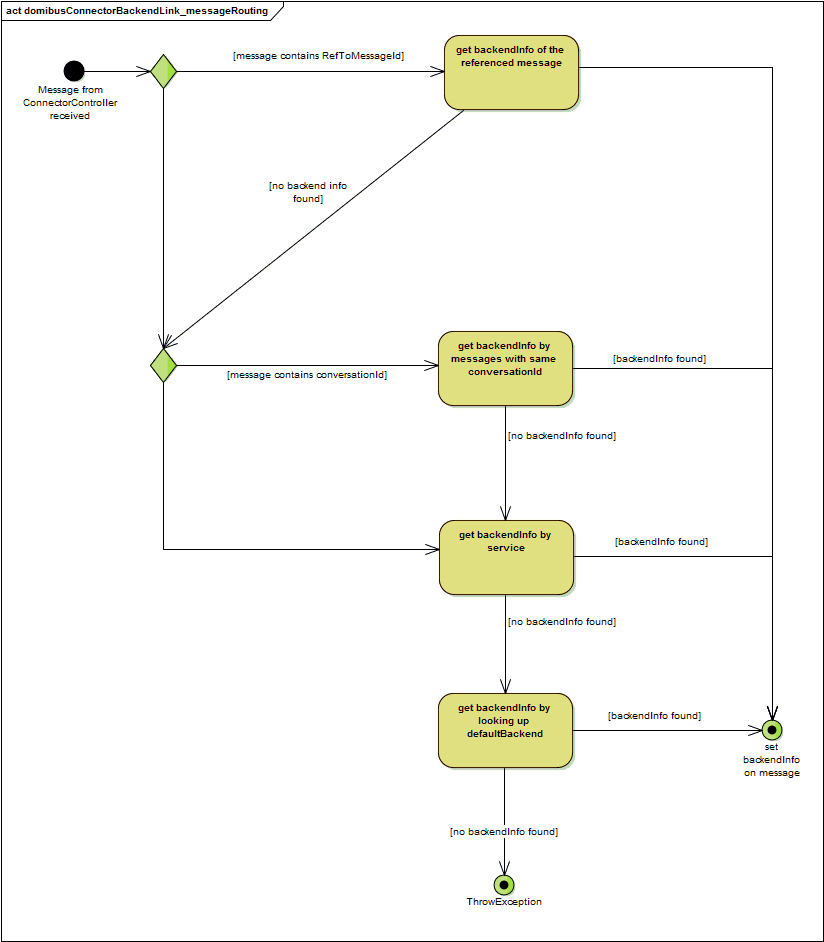 act domibusConnectorBackendLink_messageRouting
[message contains RefToMessageId]
get backendInfo of the
referenced message
Message from
ConnectorController
received
[no backend info
found]
get backendInfo by
messages with same
conversationId
[backendInfo found]
[message contains conversationId]
[no backendInfo found]
get backendInfo by
service
[backendInfo found]
[no backendInfo found]
get backendInfo by
looking up
defaultBackend
[backendInfo found]
set
backendInfo
on message
[no backendInfo found]
ThrowException